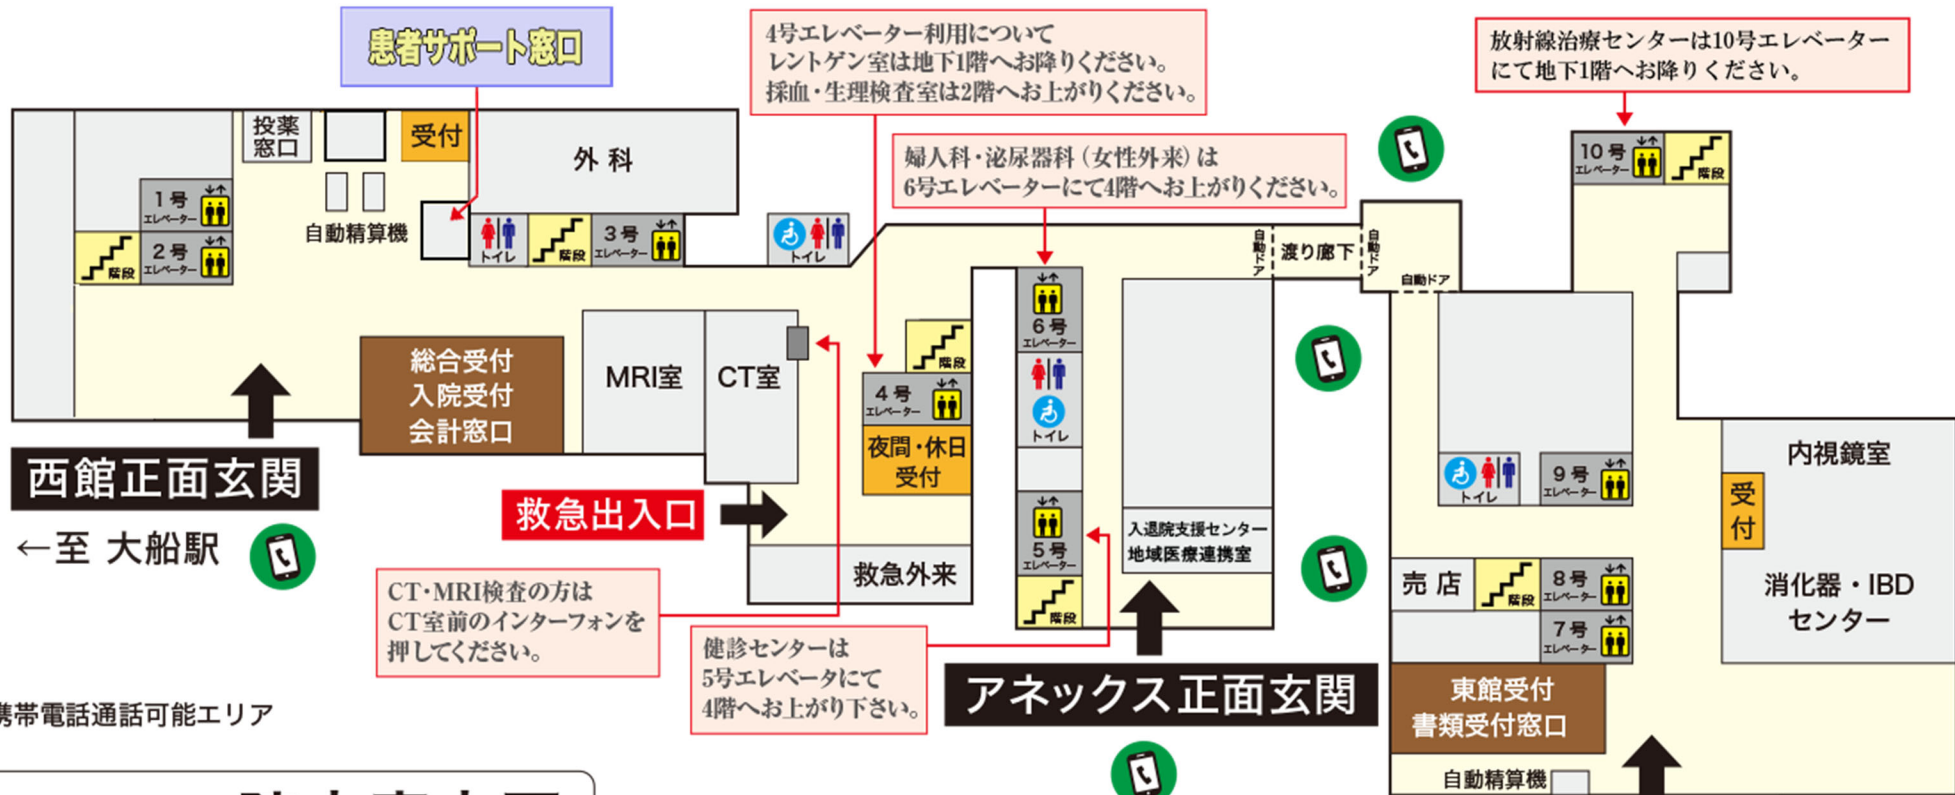 患者サポート窓口
4号エレベーター利用について
レントゲン室は地下1階へお降りください。
採血・生理検査室は2階へお上がりください。
放射線治療センターは10号エレベーター
にて地下1階へお降りください。
婦人科・泌尿器科（女性外来）は
6号エレベーターにて4階へお上がりください。
投薬
窓口
受付
外科
1号
エレベーター
2号
エレベーター
階段
自動精算機
トイレ
階段
3号
エレベーター
トイレ
自動ドア
渡り廊下
自動ドア
自動ドア
10号
エレベーター
階段
総合受付
入院受付
会計窓口
MRI室
CT室
階段
4号
エレベーター
夜間・休日
受付
6号
エレベーター
トイレ
5号
エレベーター
階段
入退院支援センター
地域医療連携室
トイレ
9号
エレベーター
内視鏡室
受付
消化器・IBD
センター
売店
階段
8号
エレベーター
7号
エレベーター
東館受付
書類受付窓口
自動精算機
西館正面玄関
←至 大船駅
救急出入口
救急外来
CT・MRI検査の方は
CT室前のインターフォンを
押してください。
健診センターは
5号エレベータにて
4階へお上がり下さい。
アネックス正面玄関
帯電話通話可能エリア